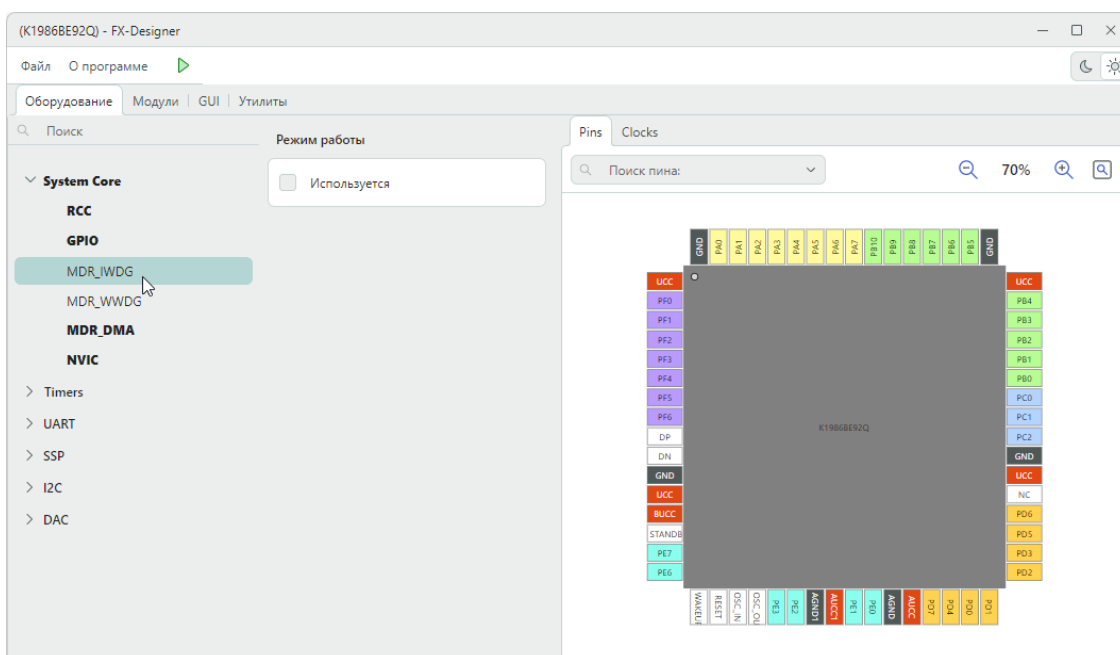 (K1986BE92Q) - FX-Designer
Файл О программе
Оборудование Модули GUI Утилиты
Поиск
Режим работы
Используется
System Core
RCC
GPIO
MDR_IWDG
MDR_WWDG
MDR_DMA
NVIC
Timers
UART
SSP
I2C
DAC
Pins Clocks
Поиск пина: 70%
GND PA0 PA1 PA2 PA3 PA4 PA5 PA6 PA7 PB10 PB9 PB8 PB7 PB6 PB5 GND
UCC UCC
PF0 PB4
PF1 PB3
PF2 PB2
PF3 PB1
PF4 PB0
PF5 PC0
PF6 PC1
K1986BE92Q
DP PC2
DN GND
GND UCC
UCC NC
BUCC PD6
STANDB PD5
PE7 PD3
PE6 PD2
WAKEUP RESET OSC_IN OSC_OU PE3 PE2 AGND1 AUCC1 PE1 PE0 AGND AUCC PD7 PD4 PD0 PD1